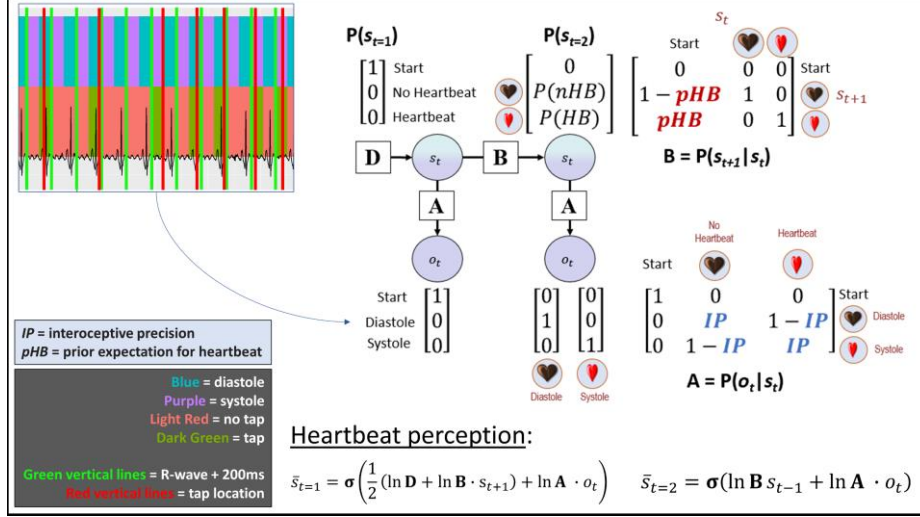 P(s_{t=1})
[1 0 0]
Start
No Heartbeat
Heartbeat
P(s_{t=2})
[0 P(nHB) P(HB)]
s_t
Start
[0 0 0] Start
[1 − pHB 1 0] s_{t+1}
[pHB 0 1]
B = P(s_{t+1}|s_t)
D s_t B s_t
A A
o_t o_t
Start [1 [0 [0
Diastole 0 1 0
Systole 0] 0] 1]
Diastole Systole
No Heartbeat
Heartbeat
Start
[1 0 0] Start
[0 IP 1 − IP] Diastole
[0 1 − IP IP] Systole
A = P(o_t|s_t)
IP = interoceptive precision
pHB = prior expectation for heartbeat
Blue = diastole
Purple = systole
Light Red = no tap
Dark Green = tap
Green vertical lines = R-wave + 200ms
Red vertical lines = tap location
Heartbeat perception:
s̄_{t=1} = σ(1/2 (ln D + ln B · s_{t+1}) + ln A · o_t)
s̄_{t=2} = σ(ln B s_{t−1} + ln A · o_t)